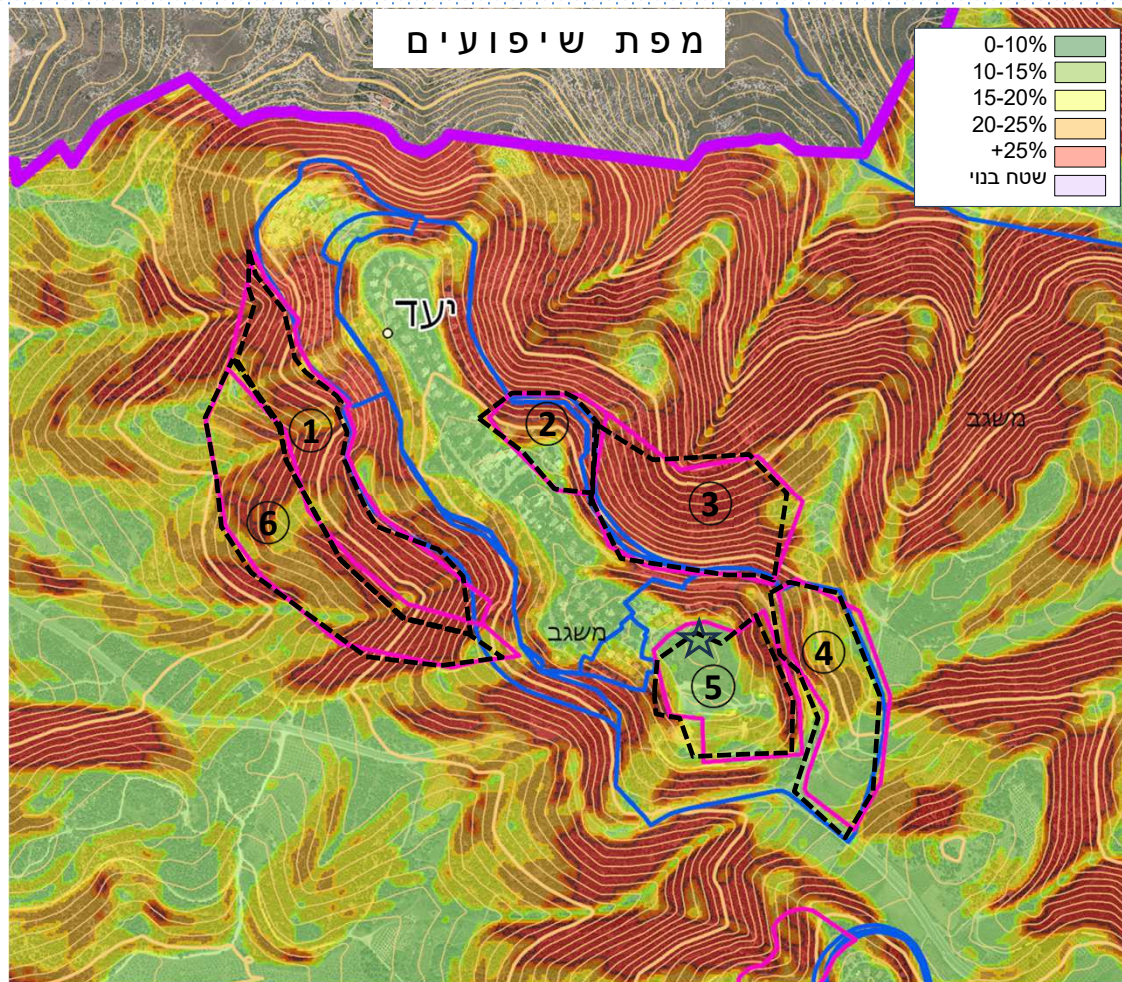 מפת שיפועים
0-10%
10-15%
15-20%
20-25%
+25%
שטח בנוי
יעד
משגב
1
2
3
6
משגב
4
5